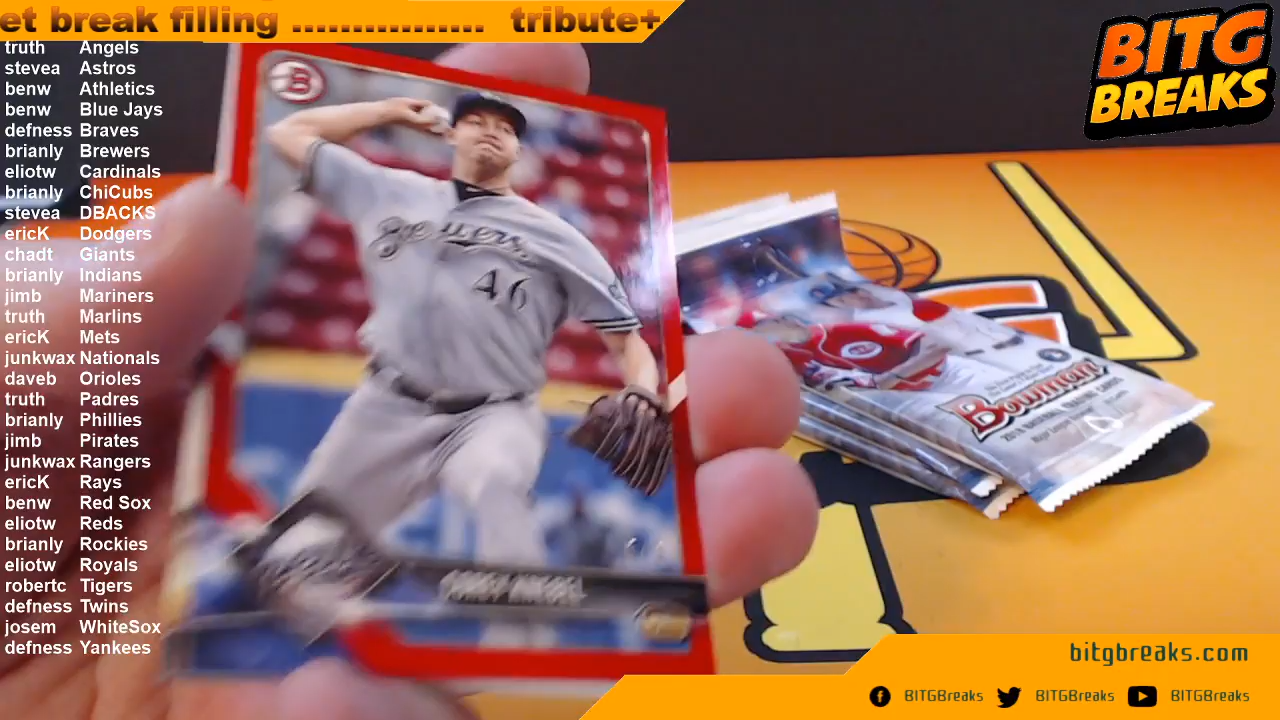 et break filling ................ tribute+
truth Angels
stevea Astros
benw Athletics
benw Blue Jays
defness Braves
brianly Brewers
eliotw Cardinals
brianly ChiCubs
stevea DBACKS
ericK Dodgers
chadt Giants
brianly Indians
jimb Mariners
truth Marlins
ericK Mets
junkwax Nationals
daveb Orioles
truth Padres
brianly Phillies
jimb Pirates
junkwax Rangers
ericK Rays
benw Red Sox
eliotw Reds
brianly Rockies
eliotw Royals
robertc Tigers
defness Twins
josem WhiteSox
defness Yankees
BITG
BREAKS
B
Brewers
46
Bowman
bitgbreaks.com
BITGBreaks BITGBreaks BITGBreaks